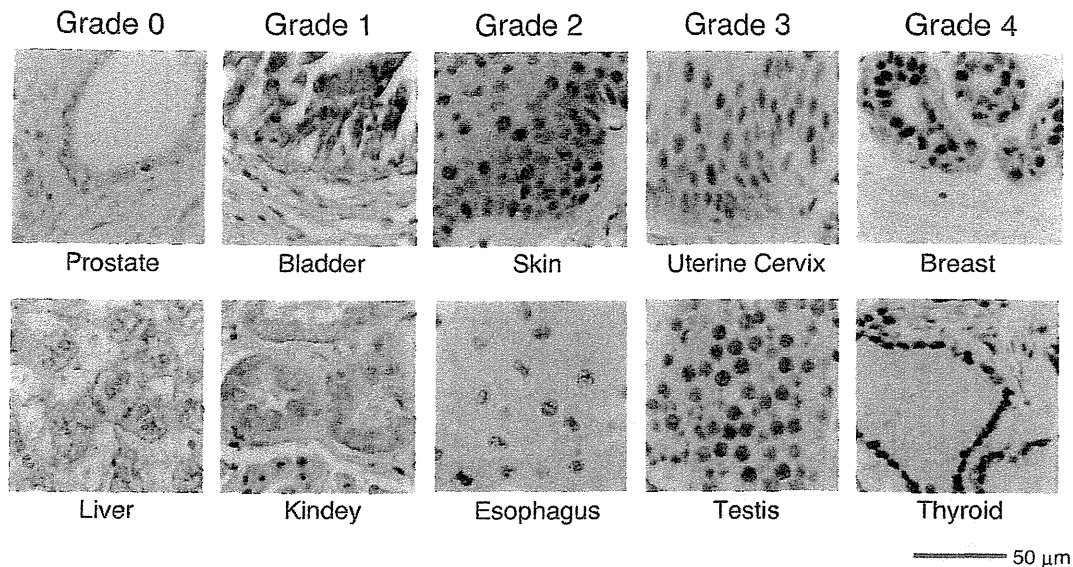 Grade 0 Grade 1 Grade 2 Grade 3 Grade 4
Prostate Bladder Skin Uterine Cervix Breast
Liver Kindey Esophagus Testis Thyroid
50 µm